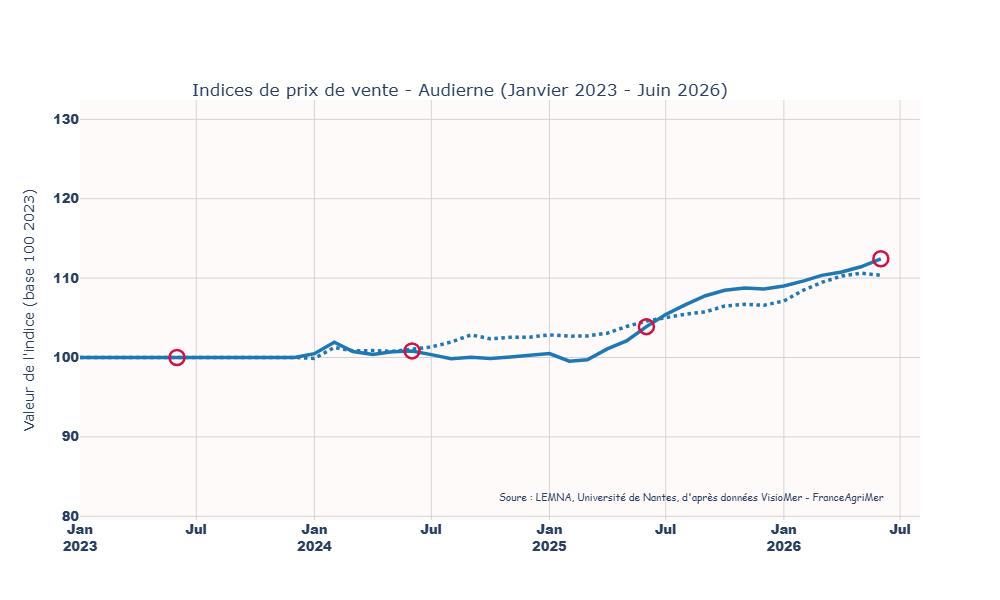 Indices de prix de vente - Audierne (Janvier 2023 - Juin 2026)
Valeur de l'indice (base 100 2023)
130
120
110
100
90
80
Soure : LEMNA, Université de Nantes, d'après données VisioMer - FranceAgriMer
Jan Jul Jan Jul Jan Jul Jan Jul
2023 2024 2025 2026